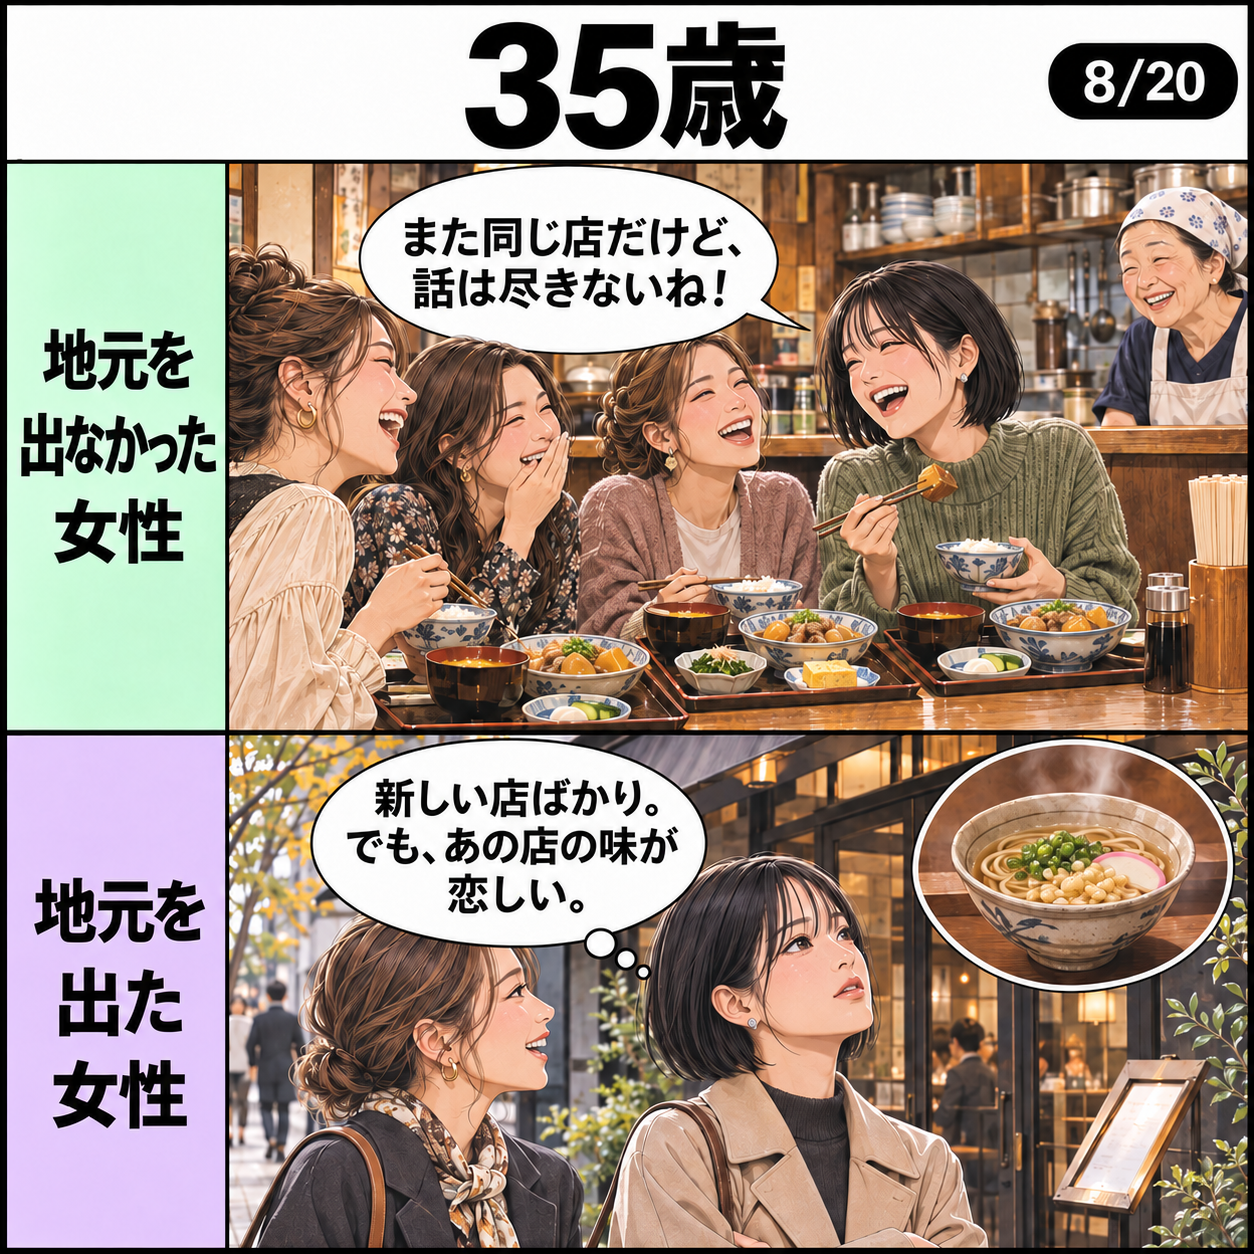 35歳
8/20
地元を
出なかった
女性
また同じ店だけど、
話は尽きないね!
地元を
出た
女性
新しい店ばかり。
でも、あの店の味が
恋しい。